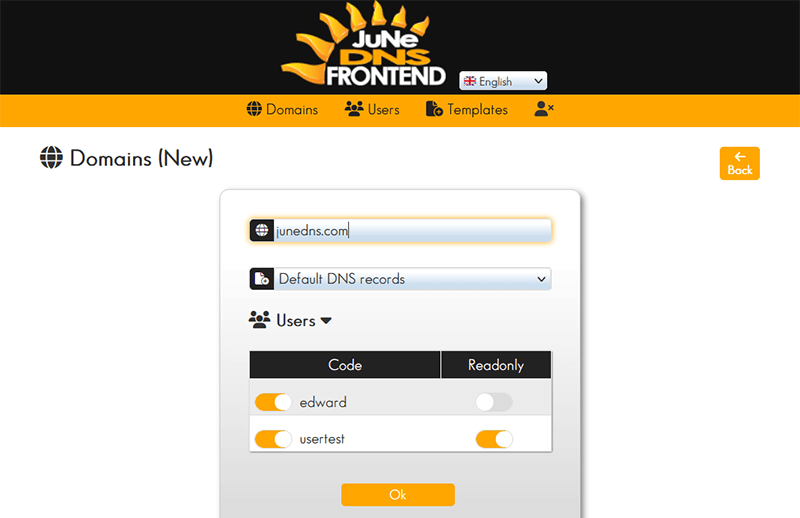 JuNe
DNS
FRONTEND
English
Domains Users Templates
Domains (New)
Back
junedns.com
Default DNS records
Users
Code Readonly
edward
usertest
Ok